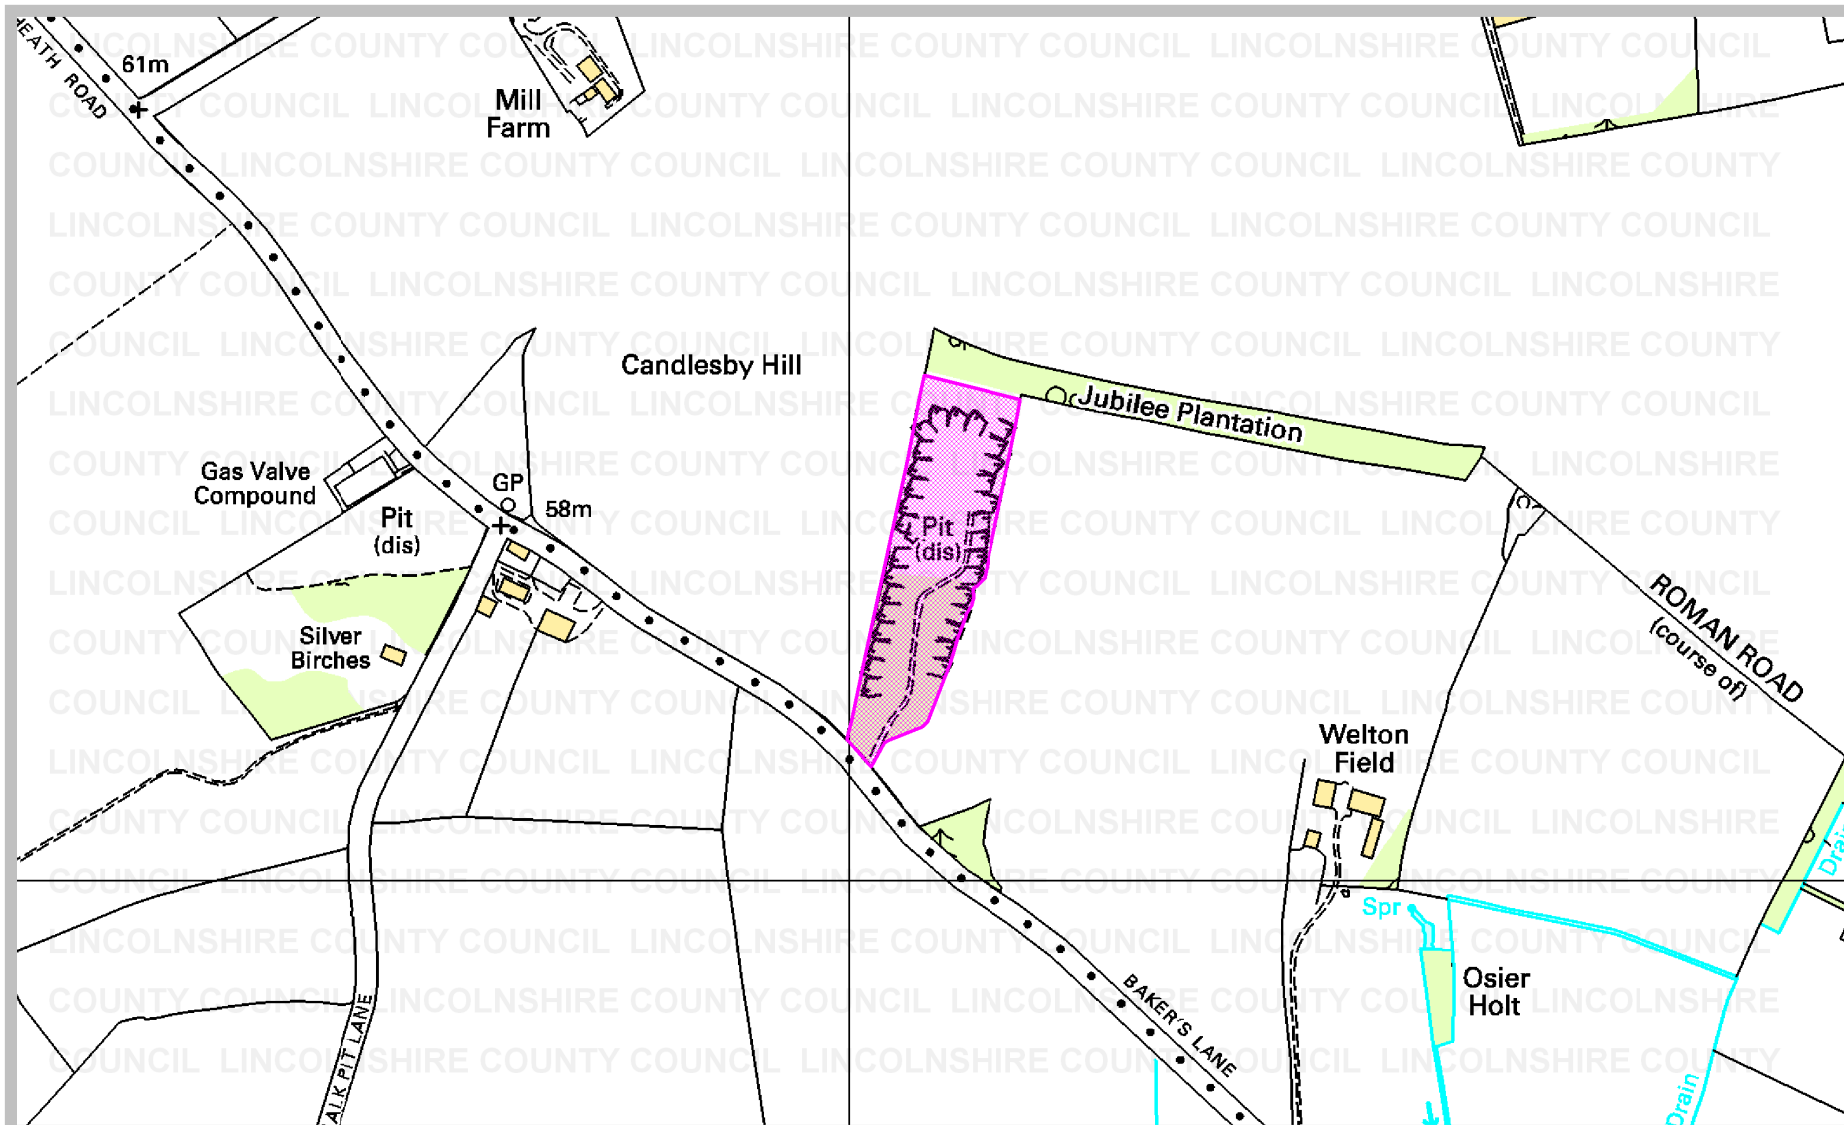 HEATH ROAD
61m
Mill
Farm
Candlesby Hill
Jubilee Plantation
Gas Valve
Compound
GP
58m
Pit
(dis)
Pit
(dis)
Silver
Birches
ROMAN ROAD
(course of)
Welton
Field
Spr
Osier
Holt
Drain
BAKER'S LANE
ALK PIT LANE
Drain
LINCOLNSHIRE COUNTY COUNCIL